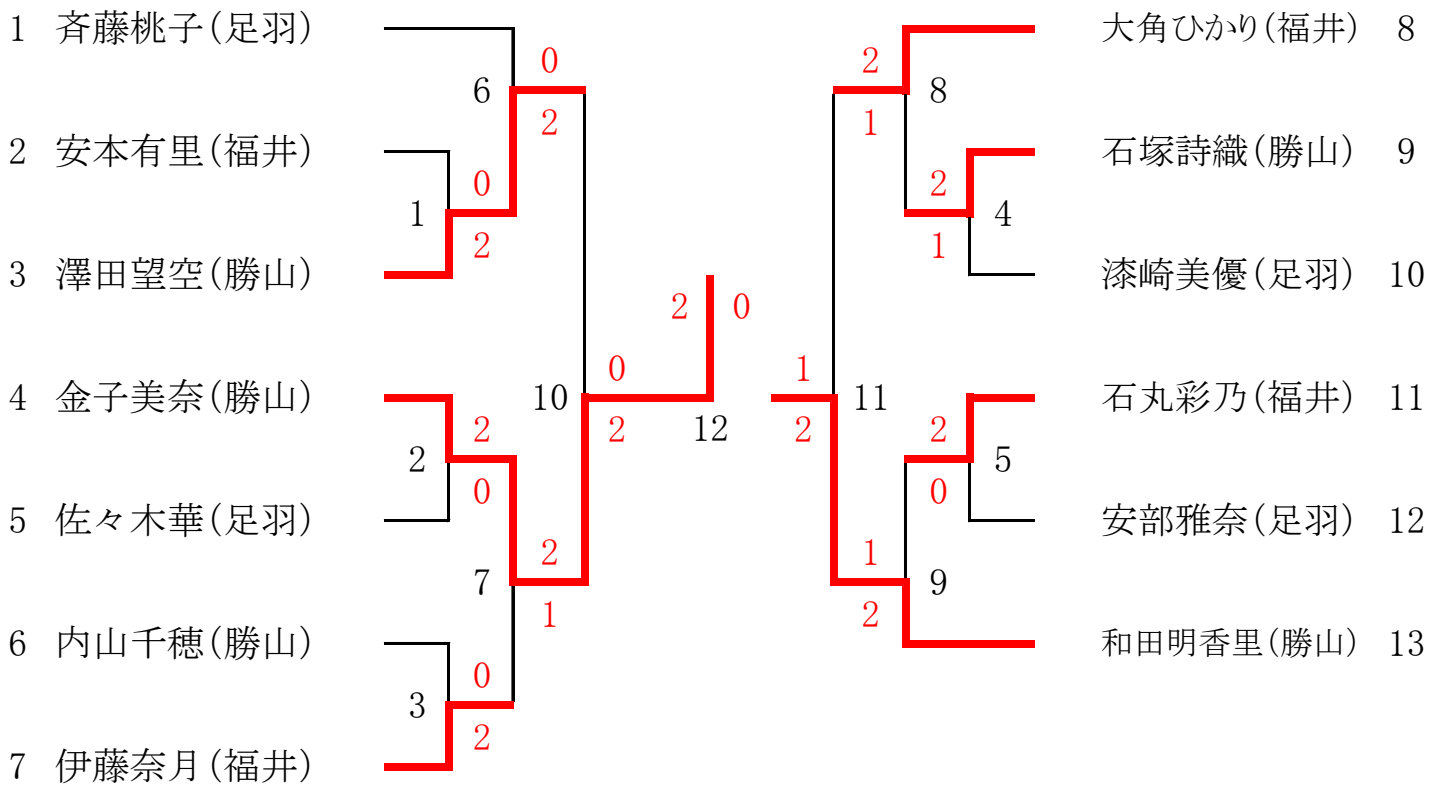 1 斉藤桃子(足羽) 大角ひかり(福井) 8
0 2
6 8
2 1
2 安本有里(福井) 石塚詩織(勝山) 9
0 2
1 4
2 1
3 澤田望空(勝山) 漆崎美優(足羽) 10
2 0
0 1
4 金子美奈(勝山) 10 11 石丸彩乃(福井) 11
2 2 12 2 2
2 5
0 0
5 佐々木華(足羽) 安部雅奈(足羽) 12
2 1
7 9
1 2
6 内山千穂(勝山) 和田明香里(勝山) 13
0
3
2
7 伊藤奈月(福井)